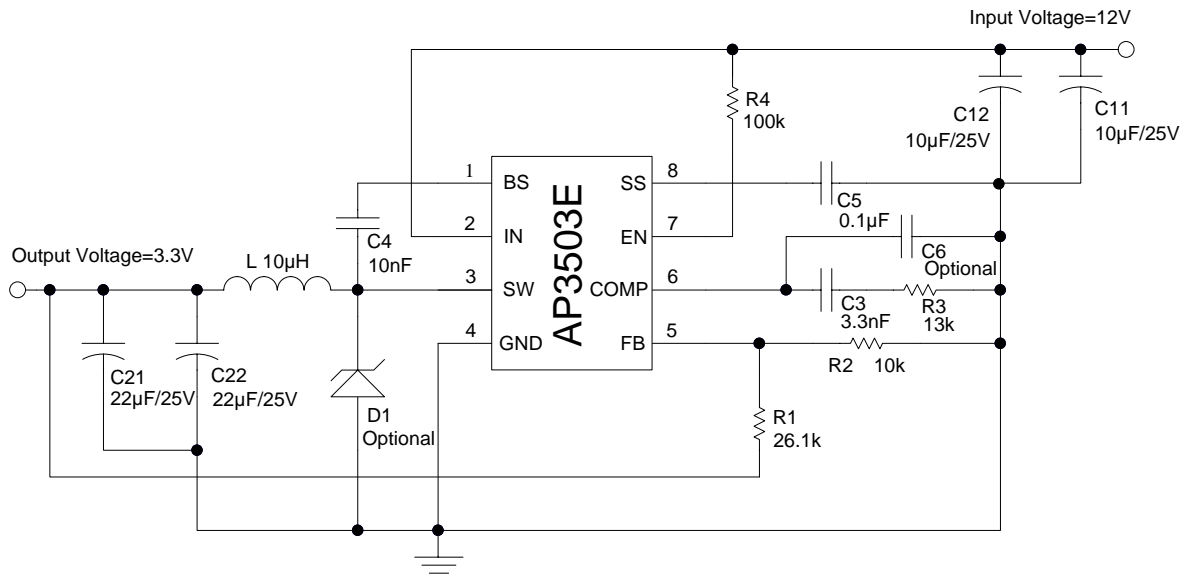 Input Voltage=12V
R4
100k
C12
10µF/25V
C11
10µF/25V
1
BS
SS
8
C5
0.1µF
AP3503E
2
IN
EN
7
C4
10nF
C6
Optional
Output Voltage=3.3V
L 10µH
3
SW
COMP
6
C3
3.3nF
R3
13k
4
GND
FB
5
R2 10k
C21
22µF/25V
C22
22µF/25V
D1
Optional
R1
26.1k